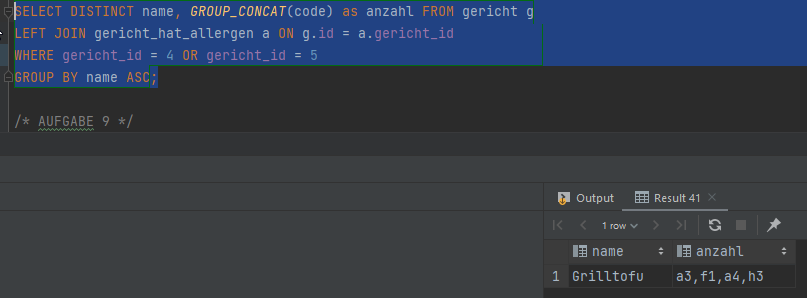 SELECT DISTINCT name, GROUP_CONCAT(code) as anzahl FROM gericht g
LEFT JOIN gericht_hat_allergen a ON g.id = a.gericht_id
WHERE gericht_id = 4 OR gericht_id = 5
GROUP BY name ASC;
/* AUFGABE 9 */
Output Result 41
1 row
name anzahl
1 Grilltofu a3,f1,a4,h3